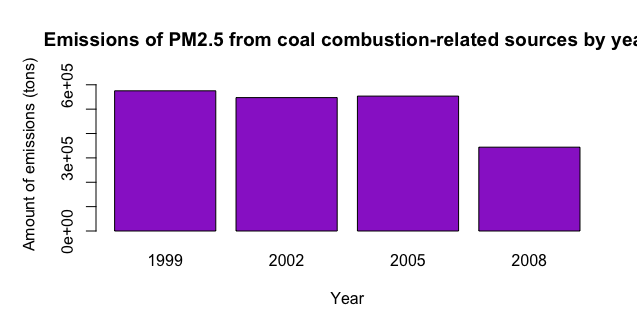 Emissions of PM2.5 from coal combustion-related sources by yea
Amount of emissions (tons)
6e+05
3e+05
0e+00
1999 2002 2005 2008
Year